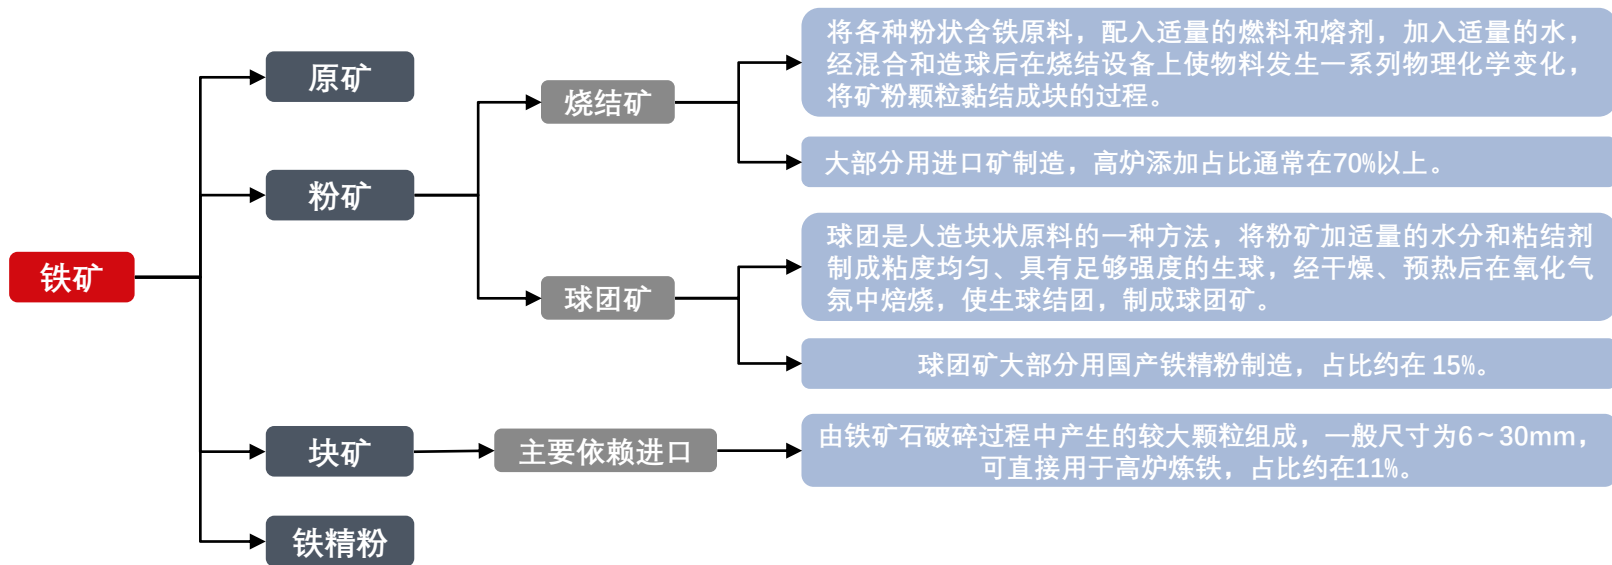 铁矿
原矿
粉矿
烧结矿
将各种粉状含铁原料，配入适量的燃料和熔剂，加入适量的水，
经混合和造球后在烧结设备上使物料发生一系列物理化学变化，
将矿粉颗粒黏结成块的过程。
大部分用进口矿制造，高炉添加占比通常在70%以上。
球团矿
球团是人造块状原料的一种方法，将粉矿加适量的水分和粘结剂
制成粘度均匀、具有足够强度的生球，经干燥、预热后在氧化气
氛中焙烧，使生球结团，制成球团矿。
球团矿大部分用国产铁精粉制造，占比约在 15%。
块矿
主要依赖进口
由铁矿石破碎过程中产生的较大颗粒组成，一般尺寸为6～30mm，
可直接用于高炉炼铁，占比约在11%。
铁精粉